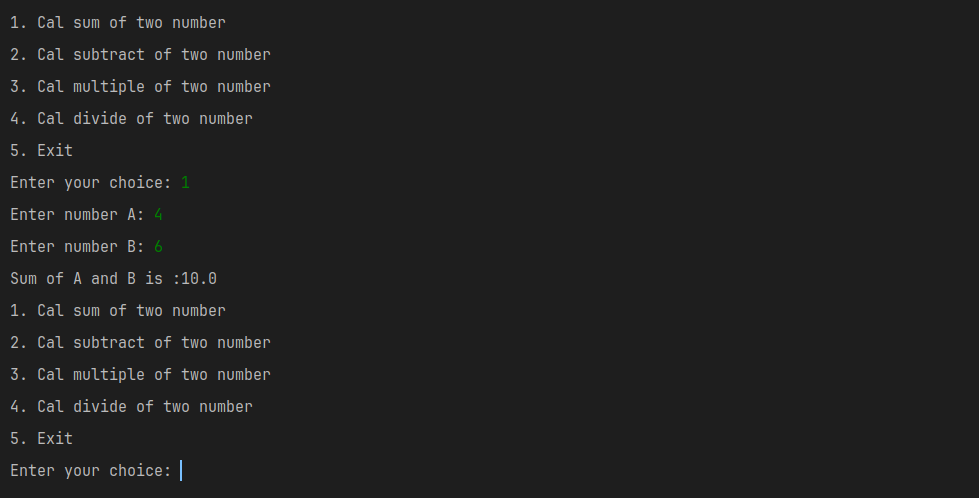 1. Cal sum of two number
2. Cal subtract of two number
3. Cal multiple of two number
4. Cal divide of two number
5. Exit
Enter your choice: 1
Enter number A: 4
Enter number B: 6
Sum of A and B is :10.0
1. Cal sum of two number
2. Cal subtract of two number
3. Cal multiple of two number
4. Cal divide of two number
5. Exit
Enter your choice: